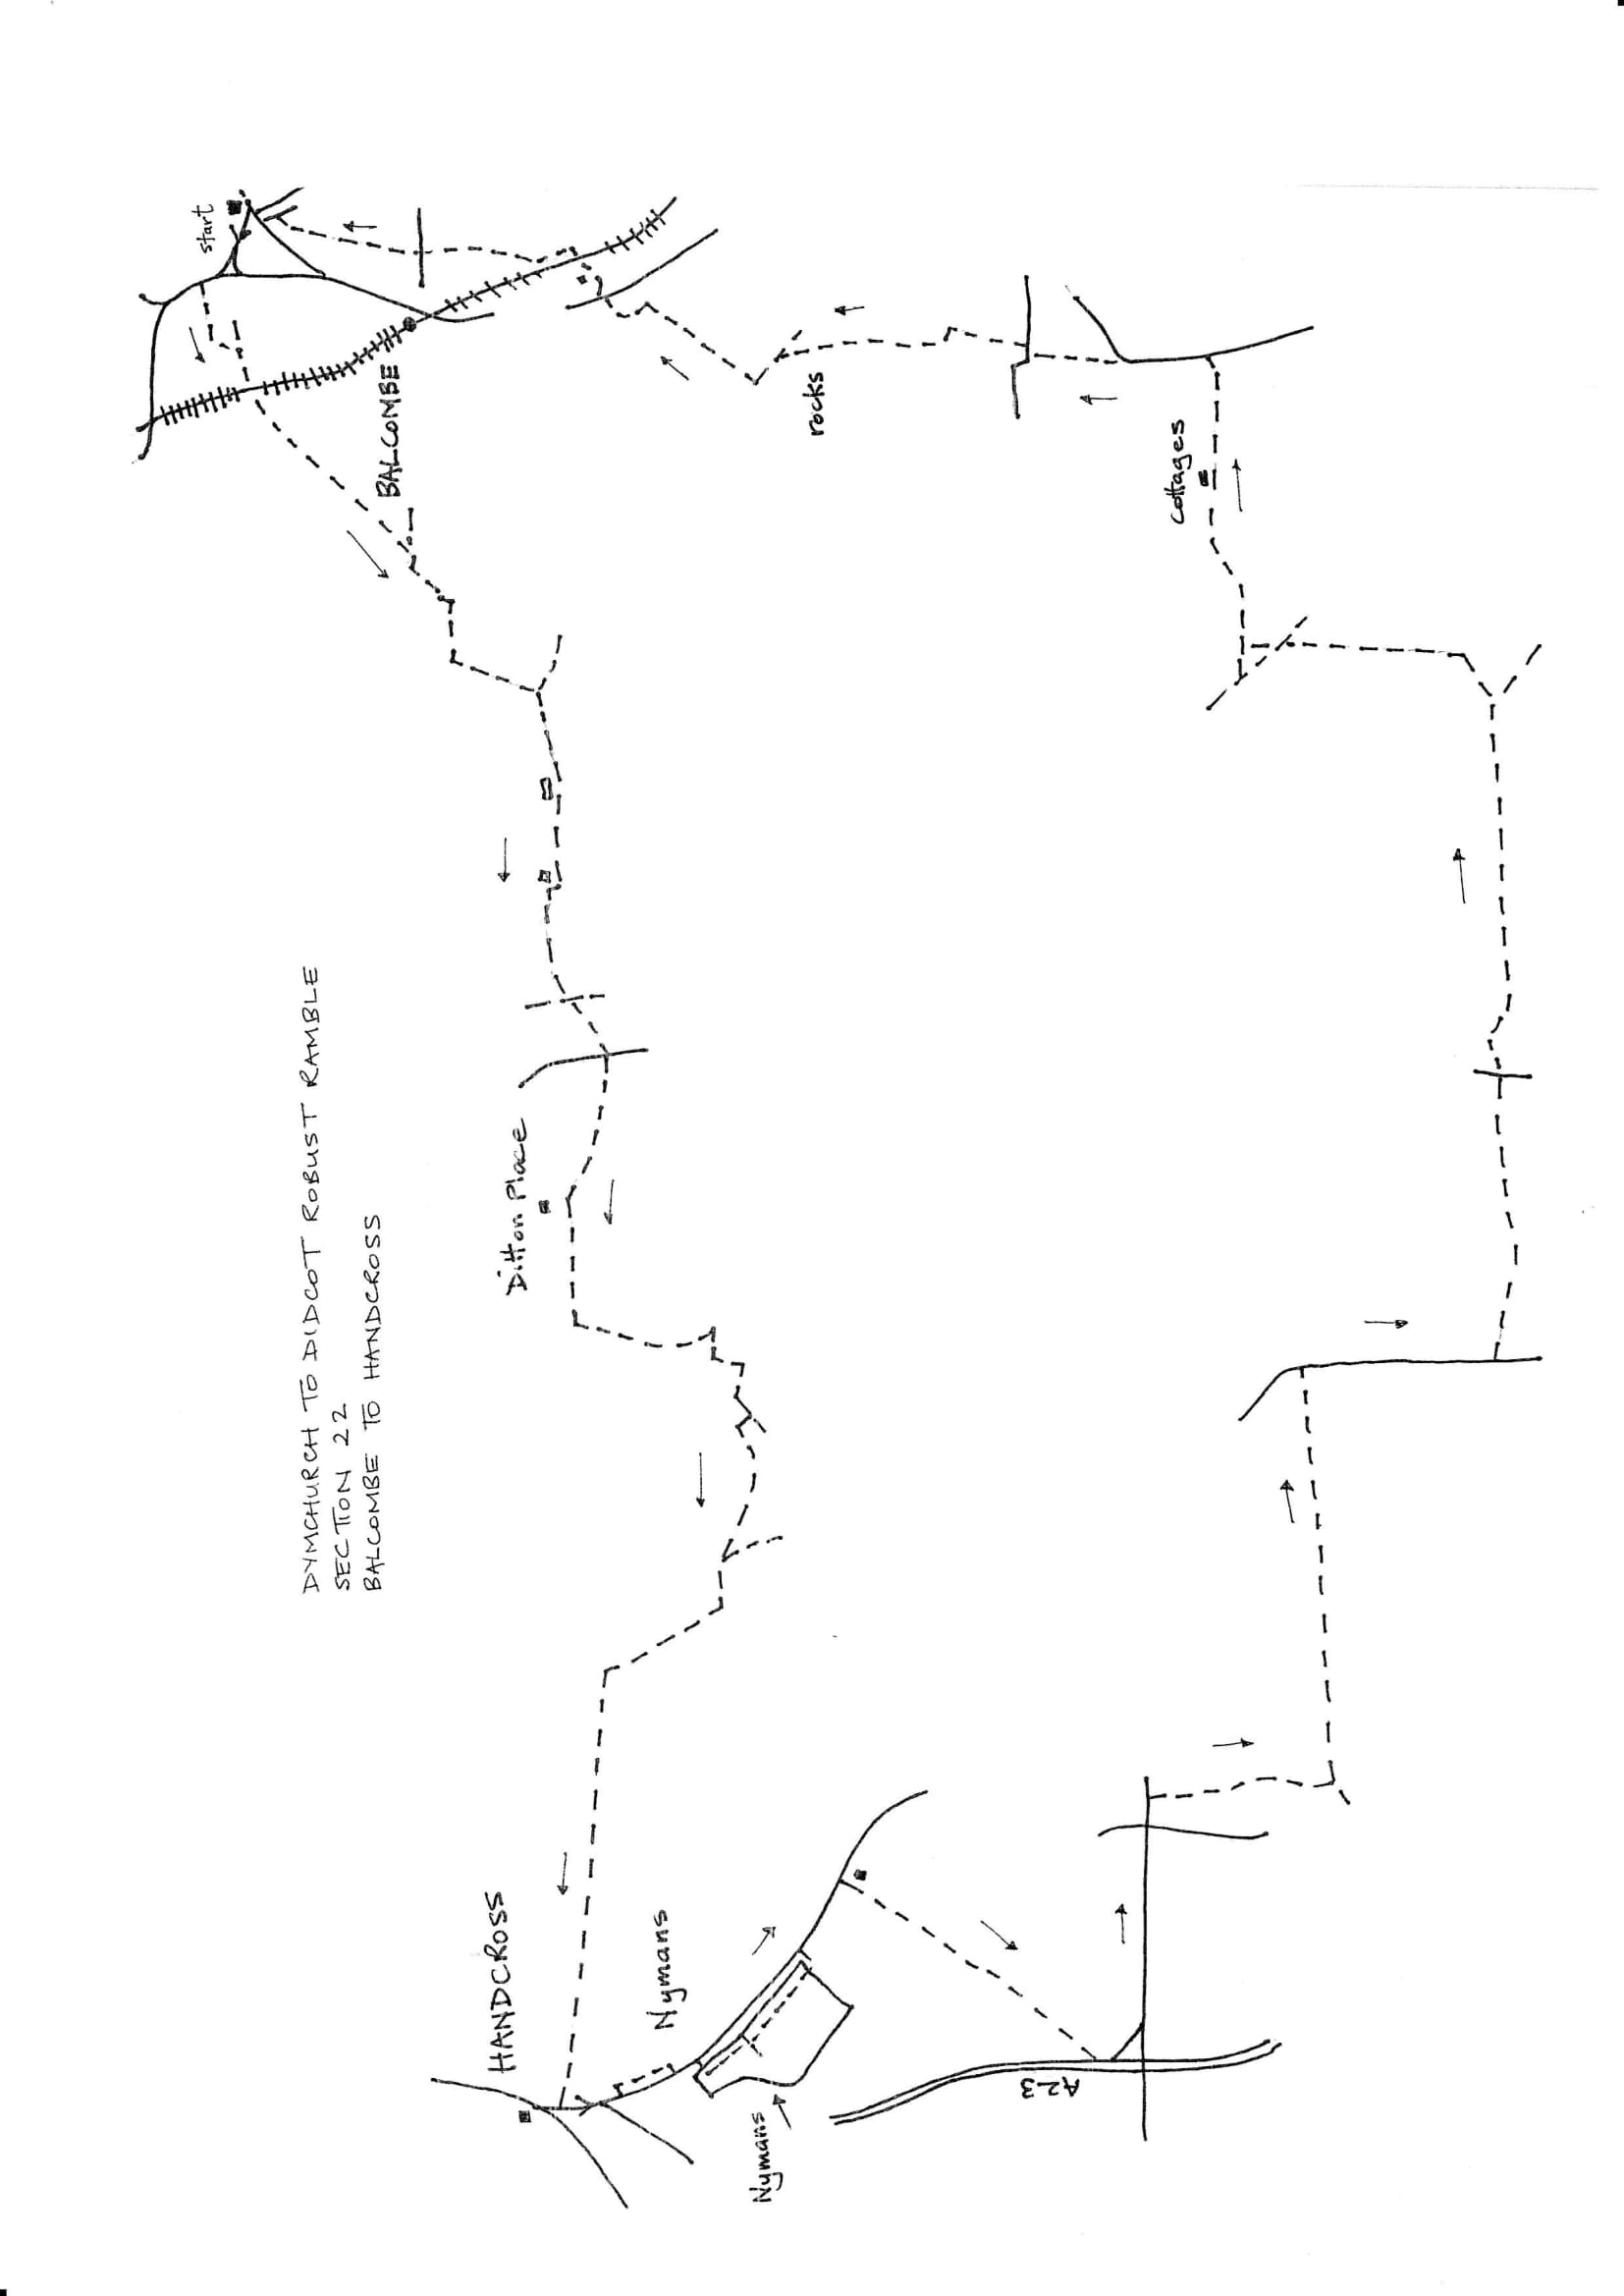 start
DYMCHURCH TO DIDCOT ROBUST RAMBLE
SECTION 22
BALCOMBE TO HANDCROSS
BALCOMBE
HANDCROSS
Ditton Place
Nymans
Nymans
rocks
A23
Cottages